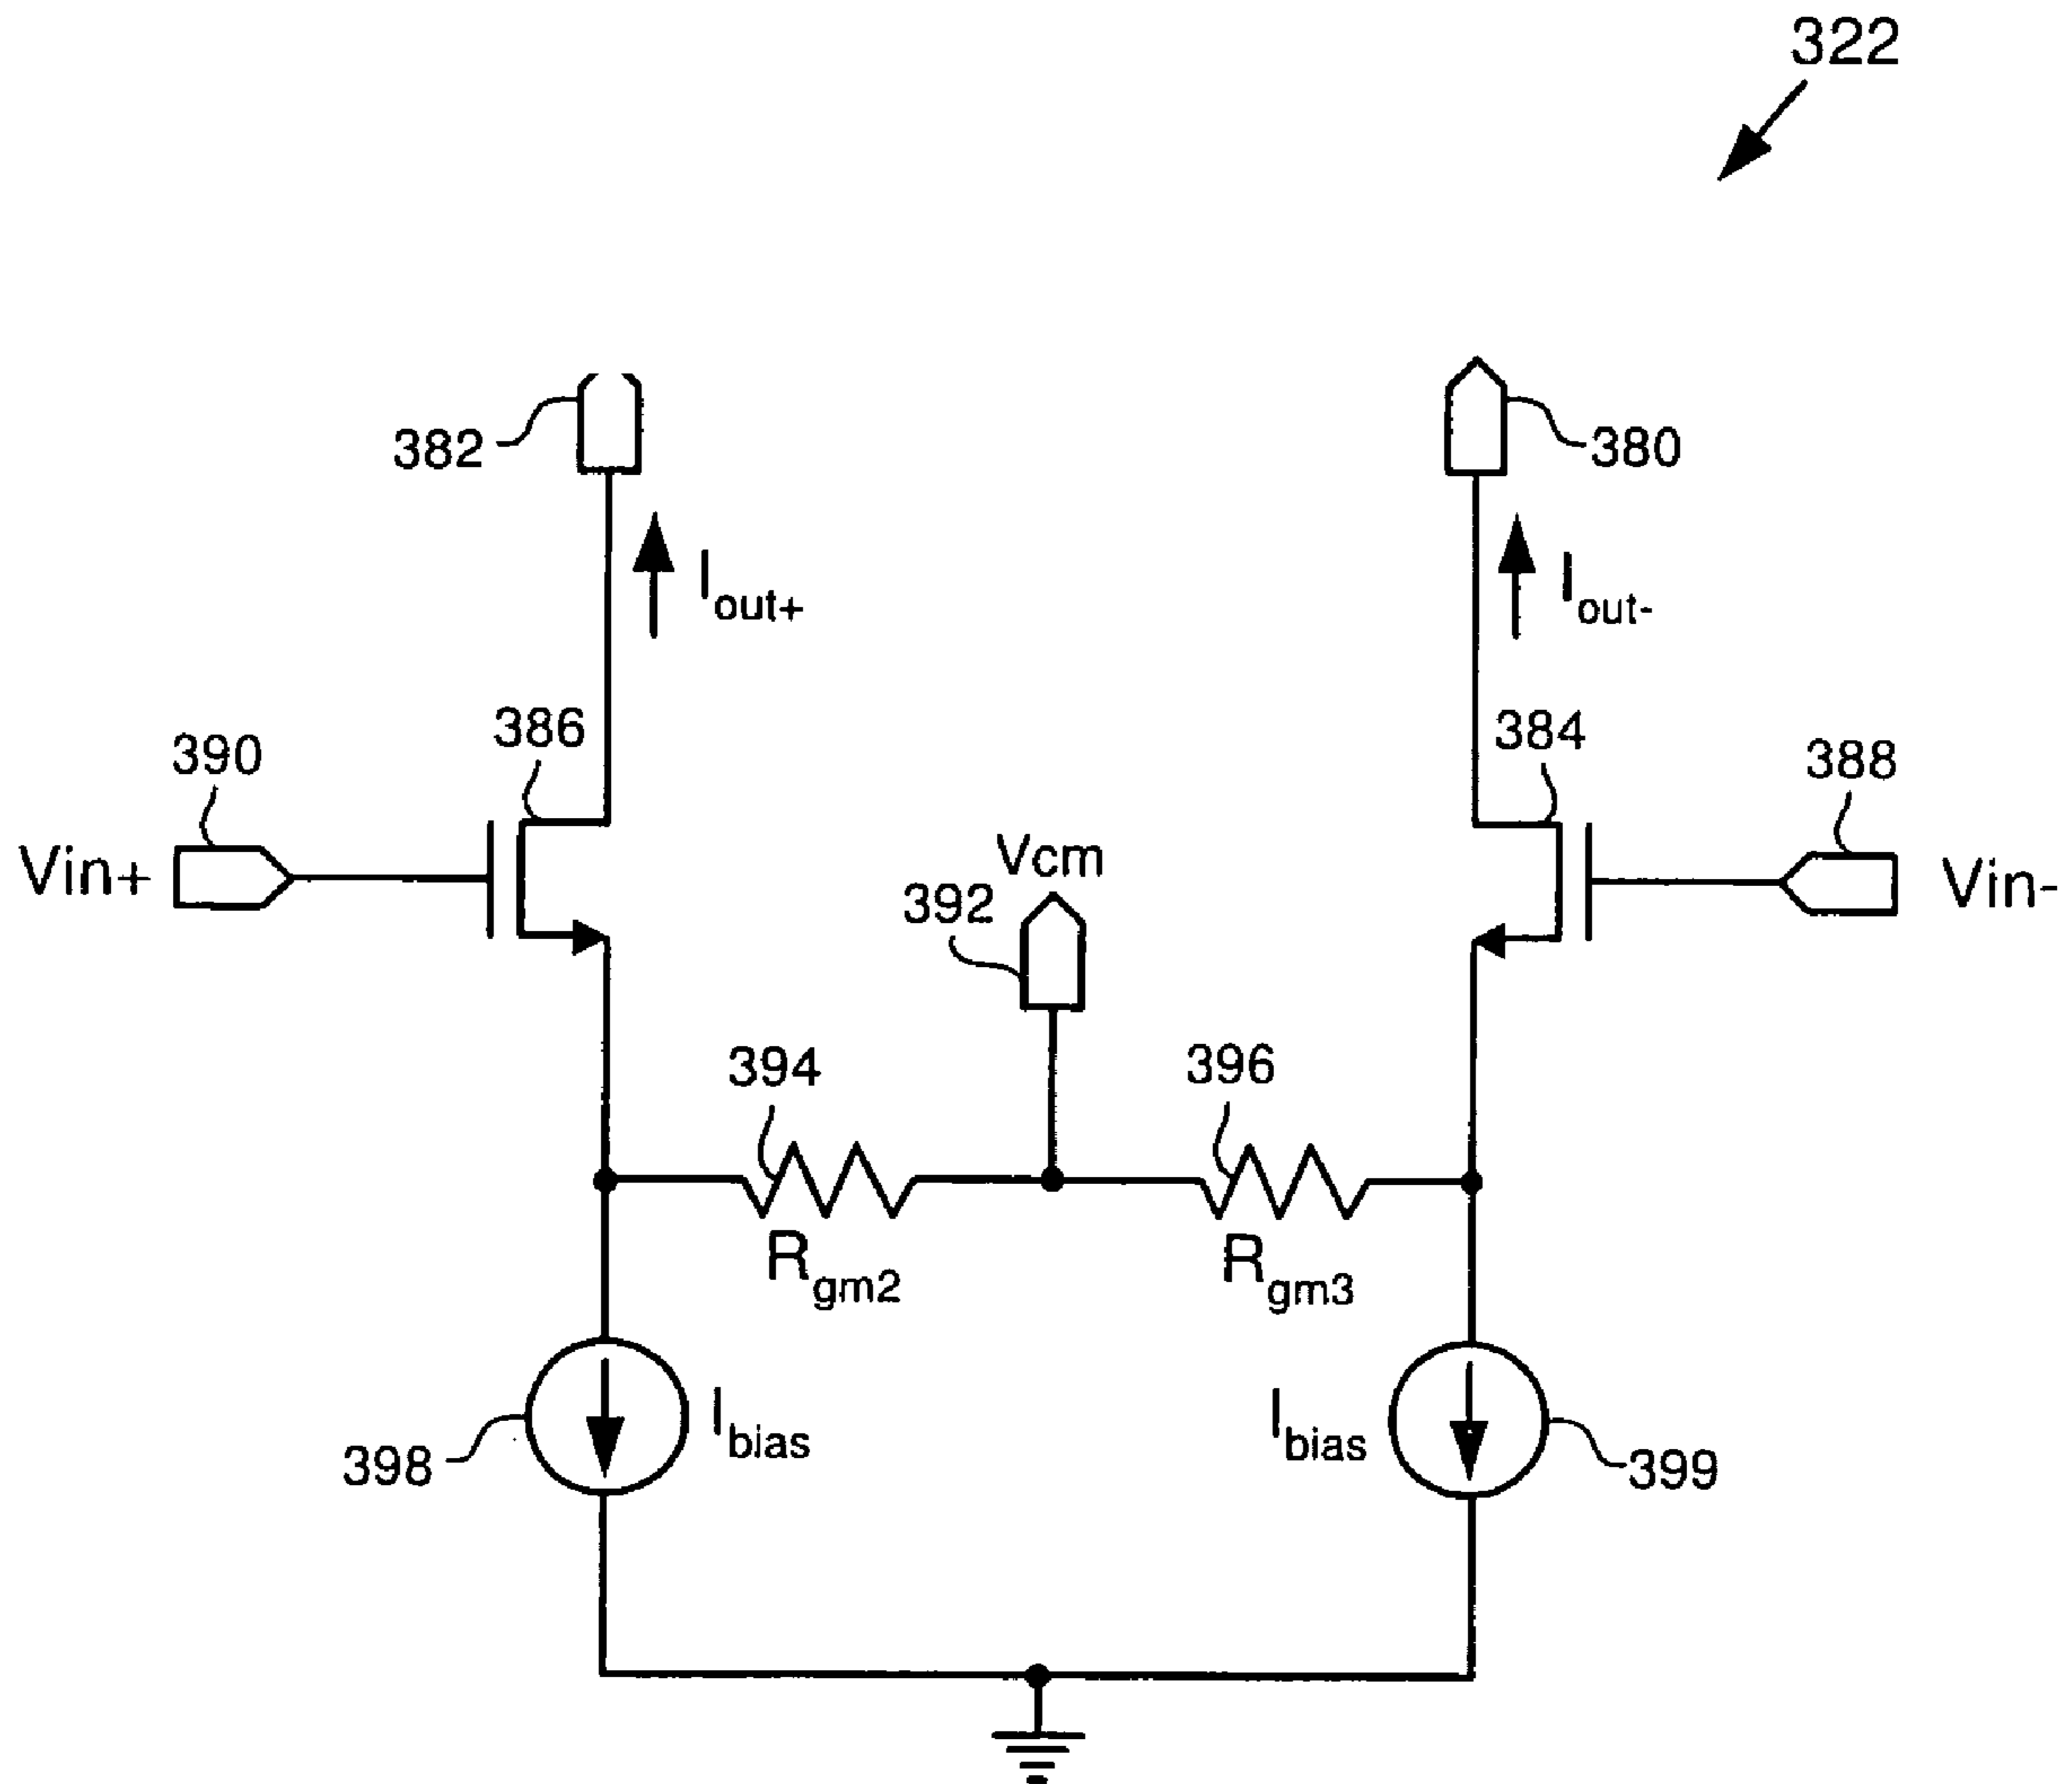 322
382
380
Iout+
Iout-
386
384
390
388
Vin+
Vcm
392
Vin-
394
396
Rgm2
Rgm3
Ibias
Ibias
398
399